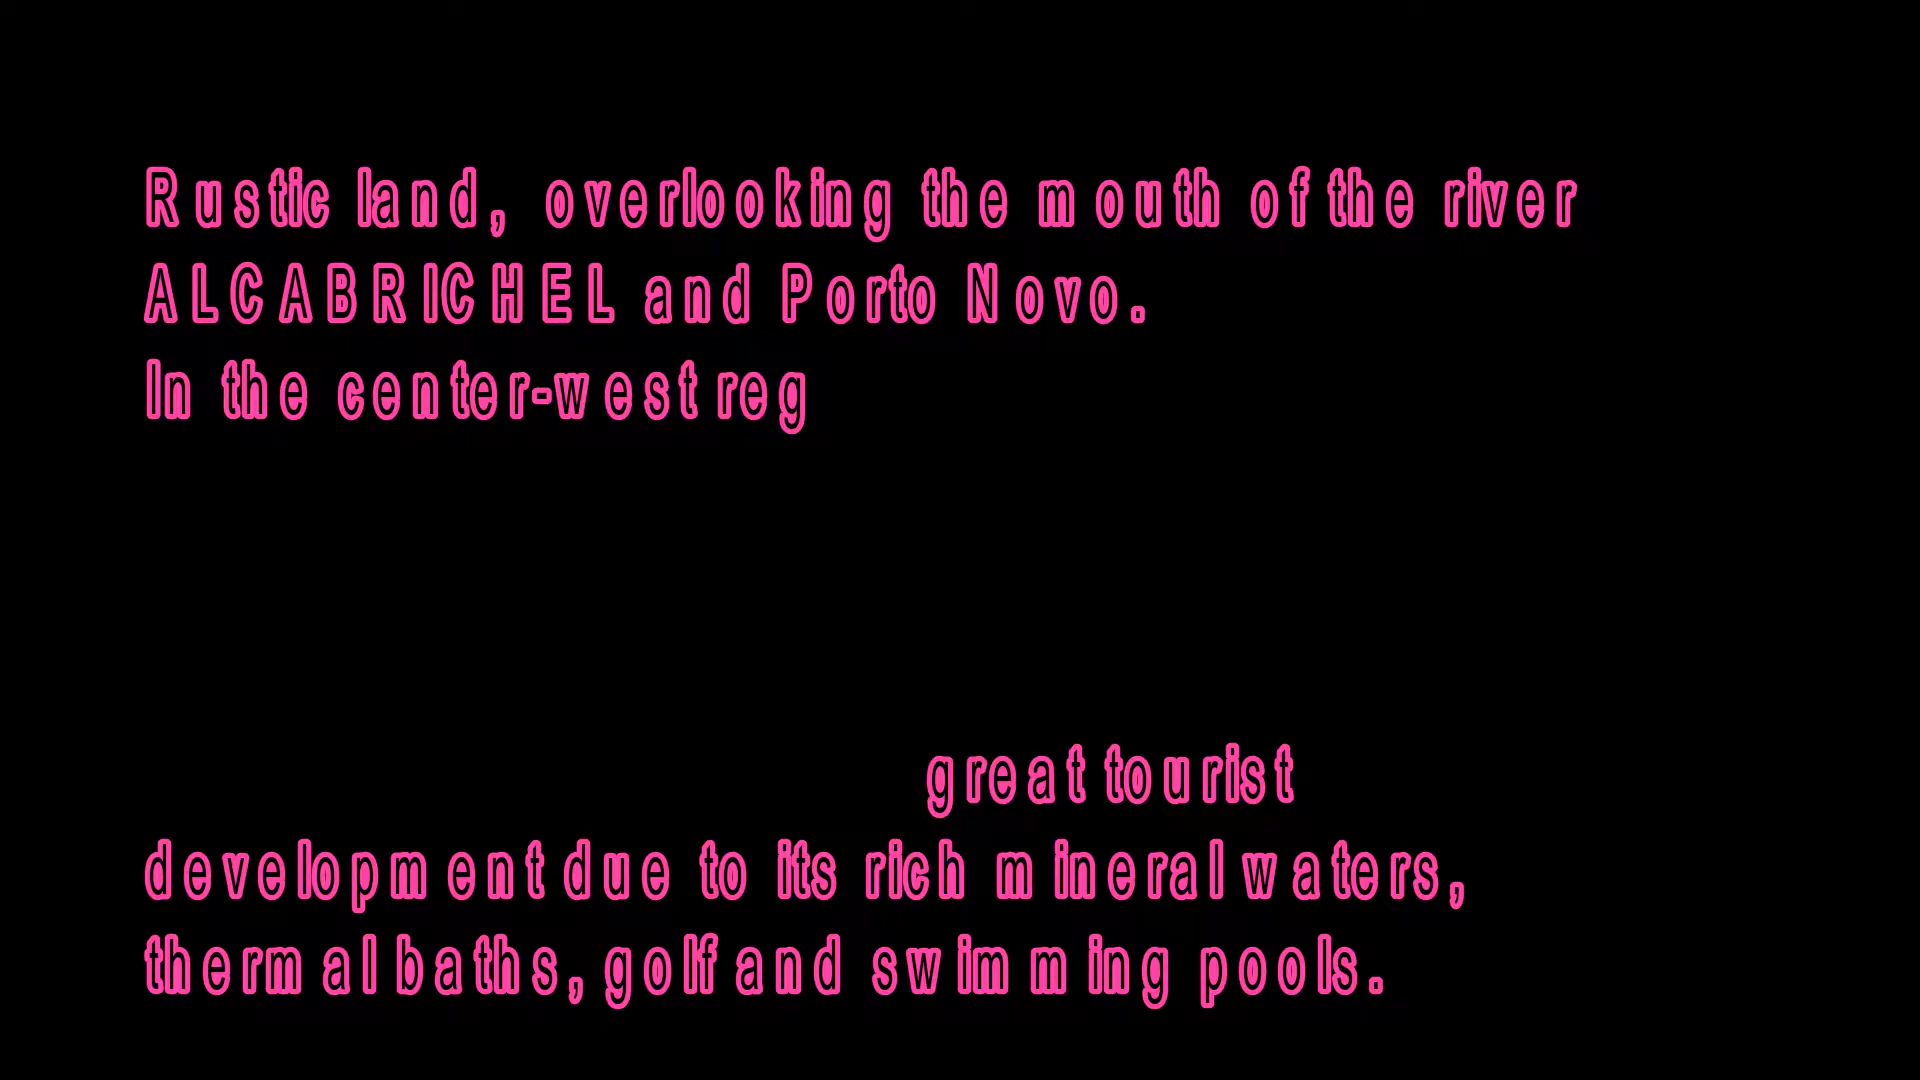 Rustic land, overlooking the mouth of the river
ALCABRICHEL and Porto Novo.
In the center-west reg
great tourist
development due to its rich mineral waters,
thermal baths, golf and swimming pools.